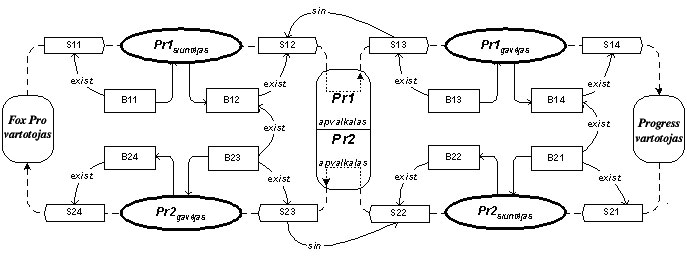 sin
S11
Pr1siuntėjas
S12
S13
Pr1gavėjas
S14
exist
exist
exist
exist
B11
B12
Pr1
apvalkalas
B13
B14
Fox Pro
vartotojas
exist
exist
Progress
vartotojas
B24
B23
Pr2
apvalkalas
B22
B21
exist
exist
exist
exist
S24
Pr2gavėjas
S23
S22
Pr2siuntėjas
S21
sin